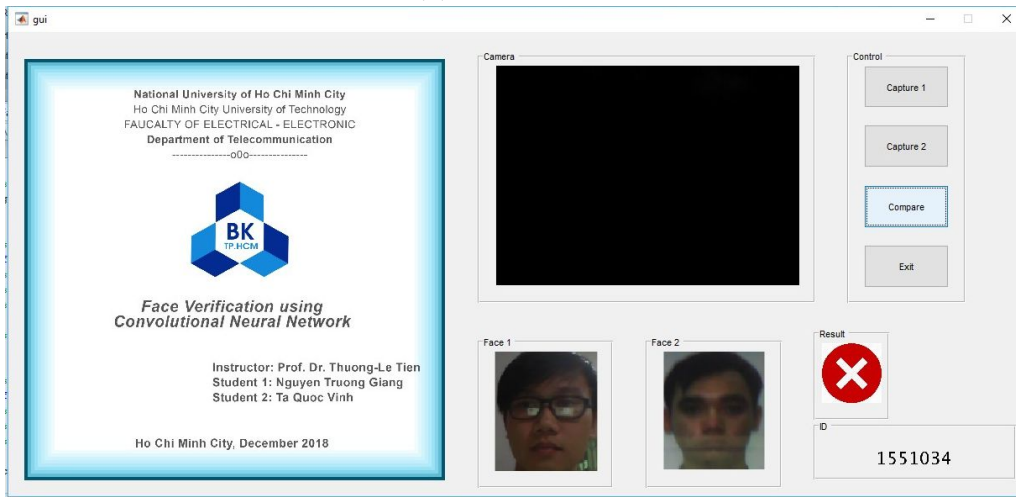 gui
National University of Ho Chi Minh City
Ho Chi Minh City University of Technology
FAUCALTY OF ELECTRICAL - ELECTRONIC
Department of Telecommunication
---------------o0o---------------
BK
TP.HCM
Face Verification using
Convolutional Neural Network
Instructor: Prof. Dr. Thuong-Le Tien
Student 1: Nguyen Truong Giang
Student 2: Ta Quoc Vinh
Ho Chi Minh City, December 2018
Camera
Control
Capture 1
Capture 2
Compare
Exit
Face 1
Face 2
Result
ID
1551034